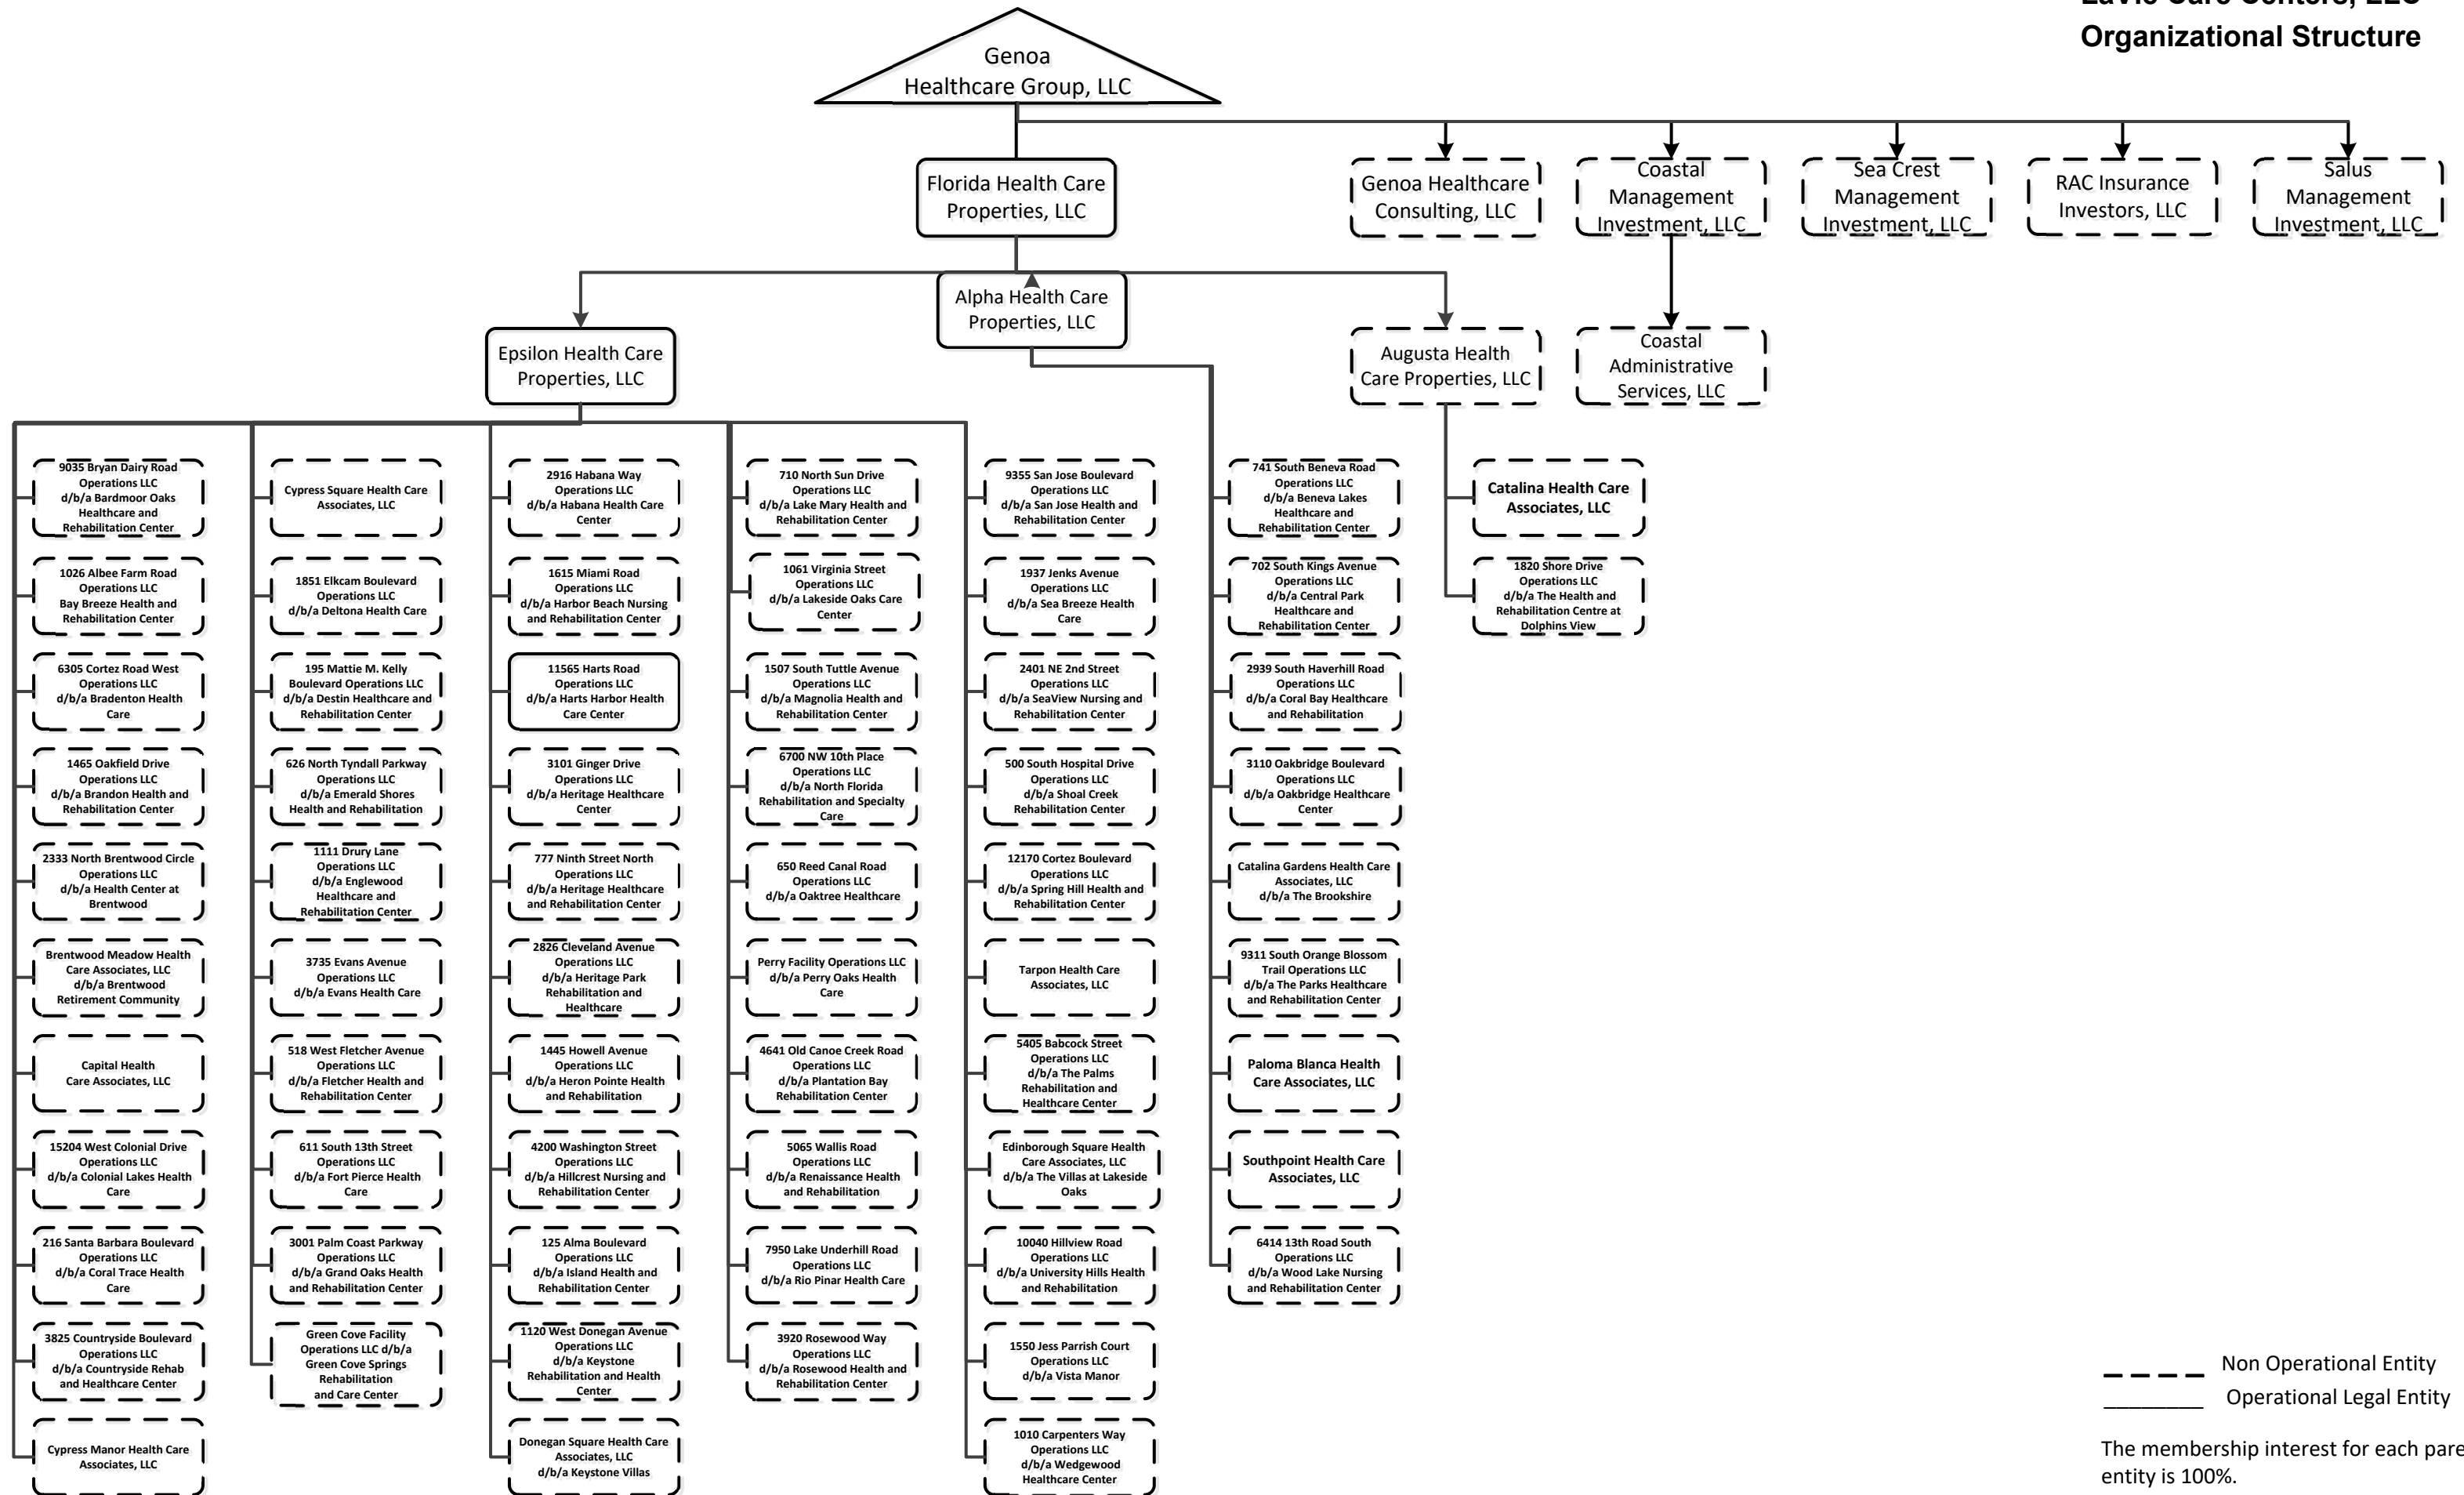 LaVie Care Centers, LLC
Organizational Structure
Genoa
Healthcare Group, LLC
Florida Health Care
Properties, LLC
Genoa Healthcare
Consulting, LLC
Coastal
Management
Investment, LLC
Sea Crest
Management
Investment, LLC
RAC Insurance
Investors, LLC
Salus
Management
Investment, LLC
Alpha Health Care
Properties, LLC
Epsilon Health Care
Properties, LLC
Augusta Health
Care Properties, LLC
Coastal
Administrative
Services, LLC
9035 Bryan Dairy Road
Operations LLC
d/b/a Bardmoor Oaks
Healthcare and
Rehabilitation Center
1026 Albee Farm Road
Operations LLC
Bay Breeze Health and
Rehabilitation Center
6305 Cortez Road West
Operations LLC
d/b/a Bradenton Health
Care
1465 Oakfield Drive
Operations LLC
d/b/a Brandon Health and
Rehabilitation Center
2333 North Brentwood Circle
Operations LLC
d/b/a Health Center at
Brentwood
Brentwood Meadow Health
Care Associates, LLC
d/b/a Brentwood
Retirement Community
Capital Health
Care Associates, LLC
15204 West Colonial Drive
Operations LLC
d/b/a Colonial Lakes Health
Care
216 Santa Barbara Boulevard
Operations LLC
d/b/a Coral Trace Health
Care
3825 Countryside Boulevard
Operations LLC
d/b/a Countryside Rehab
and Healthcare Center
Cypress Manor Health Care
Associates, LLC
Cypress Square Health Care
Associates, LLC
1851 Elkcam Boulevard
Operations LLC
d/b/a Deltona Health Care
195 Mattie M. Kelly
Boulevard Operations LLC
d/b/a Destin Healthcare and
Rehabilitation Center
626 North Tyndall Parkway
Operations LLC
d/b/a Emerald Shores
Health and Rehabilitation
1111 Drury Lane
Operations LLC
d/b/a Englewood
Healthcare and
Rehabilitation Center
3735 Evans Avenue
Operations LLC
d/b/a Evans Health Care
518 West Fletcher Avenue
Operations LLC
d/b/a Fletcher Health and
Rehabilitation Center
611 South 13th Street
Operations LLC
d/b/a Fort Pierce Health
Care
3001 Palm Coast Parkway
Operations LLC
d/b/a Grand Oaks Health
and Rehabilitation Center
Green Cove Facility
Operations LLC d/b/a
Green Cove Springs
Rehabilitation
and Care Center
2916 Habana Way
Operations LLC
d/b/a Habana Health Care
Center
1615 Miami Road
Operations LLC
d/b/a Harbor Beach Nursing
and Rehabilitation Center
11565 Harts Road
Operations LLC
d/b/a Harts Harbor Health
Care Center
3101 Ginger Drive
Operations LLC
d/b/a Heritage Healthcare
Center
777 Ninth Street North
Operations LLC
d/b/a Heritage Healthcare
and Rehabilitation Center
2826 Cleveland Avenue
Operations LLC
d/b/a Heritage Park
Rehabilitation and
Healthcare
1445 Howell Avenue
Operations LLC
d/b/a Heron Pointe Health
and Rehabilitation
4200 Washington Street
Operations LLC
d/b/a Hillcrest Nursing and
Rehabilitation Center
125 Alma Boulevard
Operations LLC
d/b/a Island Health and
Rehabilitation Center
1120 West Donegan Avenue
Operations LLC
d/b/a Keystone
Rehabilitation and Health
Center
Donegan Square Health Care
Associates, LLC
d/b/a Keystone Villas
710 North Sun Drive
Operations LLC
d/b/a Lake Mary Health and
Rehabilitation Center
1061 Virginia Street
Operations LLC
d/b/a Lakeside Oaks Care
Center
1507 South Tuttle Avenue
Operations LLC
d/b/a Magnolia Health and
Rehabilitation Center
6700 NW 10th Place
Operations LLC
d/b/a North Florida
Rehabilitation and Specialty
Care
650 Reed Canal Road
Operations LLC
d/b/a Oaktree Healthcare
Perry Facility Operations LLC
d/b/a Perry Oaks Health
Care
4641 Old Canoe Creek Road
Operations LLC
d/b/a Plantation Bay
Rehabilitation Center
5065 Wallis Road
Operations LLC
d/b/a Renaissance Health
and Rehabilitation
7950 Lake Underhill Road
Operations LLC
d/b/a Rio Pinar Health Care
3920 Rosewood Way
Operations LLC
d/b/a Rosewood Health and
Rehabilitation Center
9355 San Jose Boulevard
Operations LLC
d/b/a San Jose Health and
Rehabilitation Center
1937 Jenks Avenue
Operations LLC
d/b/a Sea Breeze Health
Care
2401 NE 2nd Street
Operations LLC
d/b/a SeaView Nursing and
Rehabilitation Center
500 South Hospital Drive
Operations LLC
d/b/a Shoal Creek
Rehabilitation Center
12170 Cortez Boulevard
Operations LLC
d/b/a Spring Hill Health and
Rehabilitation Center
Tarpon Health Care
Associates, LLC
5405 Babcock Street
Operations LLC
d/b/a The Palms
Rehabilitation and
Healthcare Center
Edinborough Square Health
Care Associates, LLC
d/b/a The Villas at Lakeside
Oaks
10040 Hillview Road
Operations LLC
d/b/a University Hills Health
and Rehabilitation
1550 Jess Parrish Court
Operations LLC
d/b/a Vista Manor
1010 Carpenters Way
Operations LLC
d/b/a Wedgewood
Healthcare Center
741 South Beneva Road
Operations LLC
d/b/a Beneva Lakes
Healthcare and
Rehabilitation Center
702 South Kings Avenue
Operations LLC
d/b/a Central Park
Healthcare and
Rehabilitation Center
2939 South Haverhill Road
Operations LLC
d/b/a Coral Bay Healthcare
and Rehabilitation
3110 Oakbridge Boulevard
Operations LLC
d/b/a Oakbridge Healthcare
Center
Catalina Gardens Health Care
Associates, LLC
d/b/a The Brookshire
9311 South Orange Blossom
Trail Operations LLC
d/b/a The Parks Healthcare
and Rehabilitation Center
Paloma Blanca Health
Care Associates, LLC
Southpoint Health Care
Associates, LLC
6414 13th Road South
Operations LLC
d/b/a Wood Lake Nursing
and Rehabilitation Center
Catalina Health Care
Associates, LLC
1820 Shore Drive
Operations LLC
d/b/a The Health and
Rehabilitation Centre at
Dolphins View
Non Operational Entity
Operational Legal Entity
The membership interest for each pare
entity is 100%.